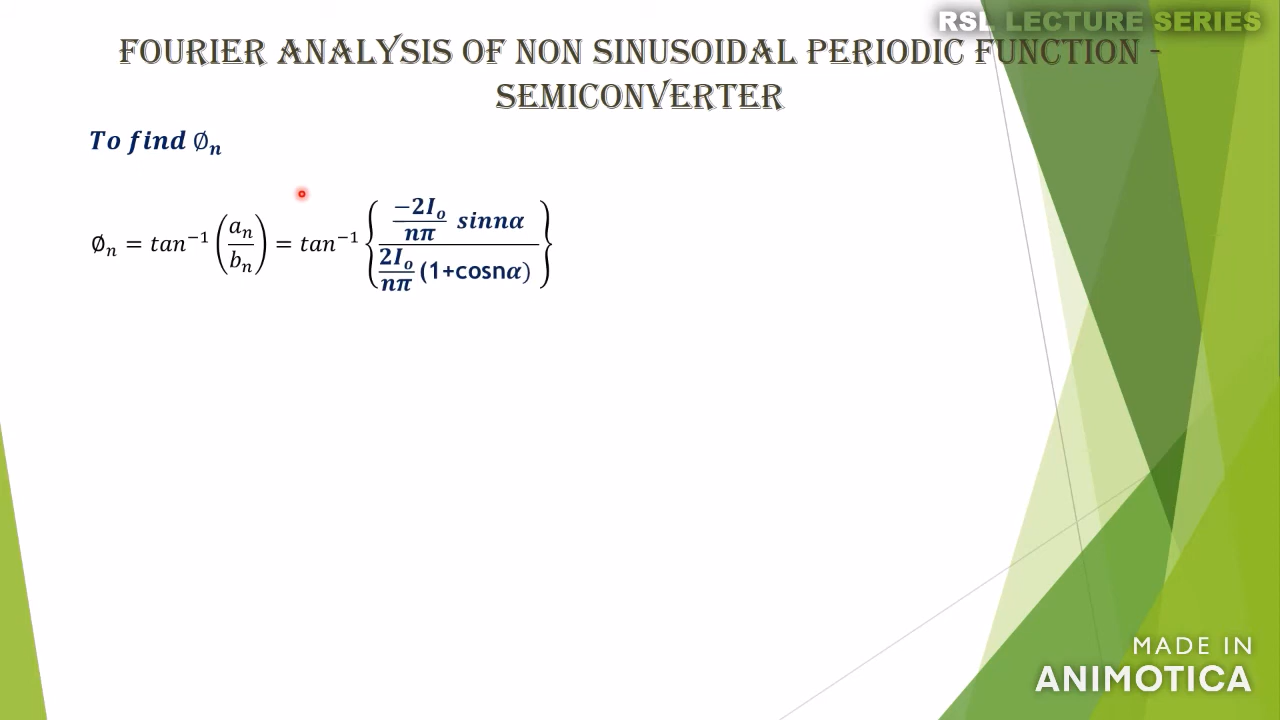 RSL LECTURE SERIES
FOURIER ANALYSIS OF NON SINUSOIDAL PERIODIC FUNCTION -
SEMICONVERTER
To find ∅ₙ
∅ₙ = tan⁻¹ (aₙ/bₙ) = tan⁻¹ { (−2Iₒ/nπ sinnα) / (2Iₒ/nπ (1+cosnα)) }
MADE IN
ANIMOTICA